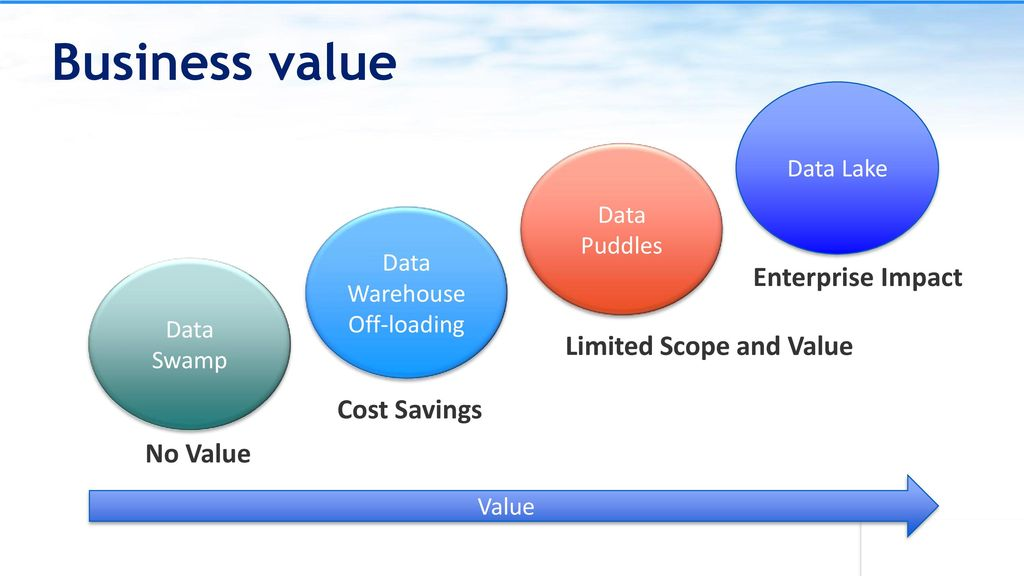 Business value
Data Lake
Enterprise Impact
Data
Puddles
Limited Scope and Value
Data
Warehouse
Off-loading
Cost Savings
Data
Swamp
No Value
Value